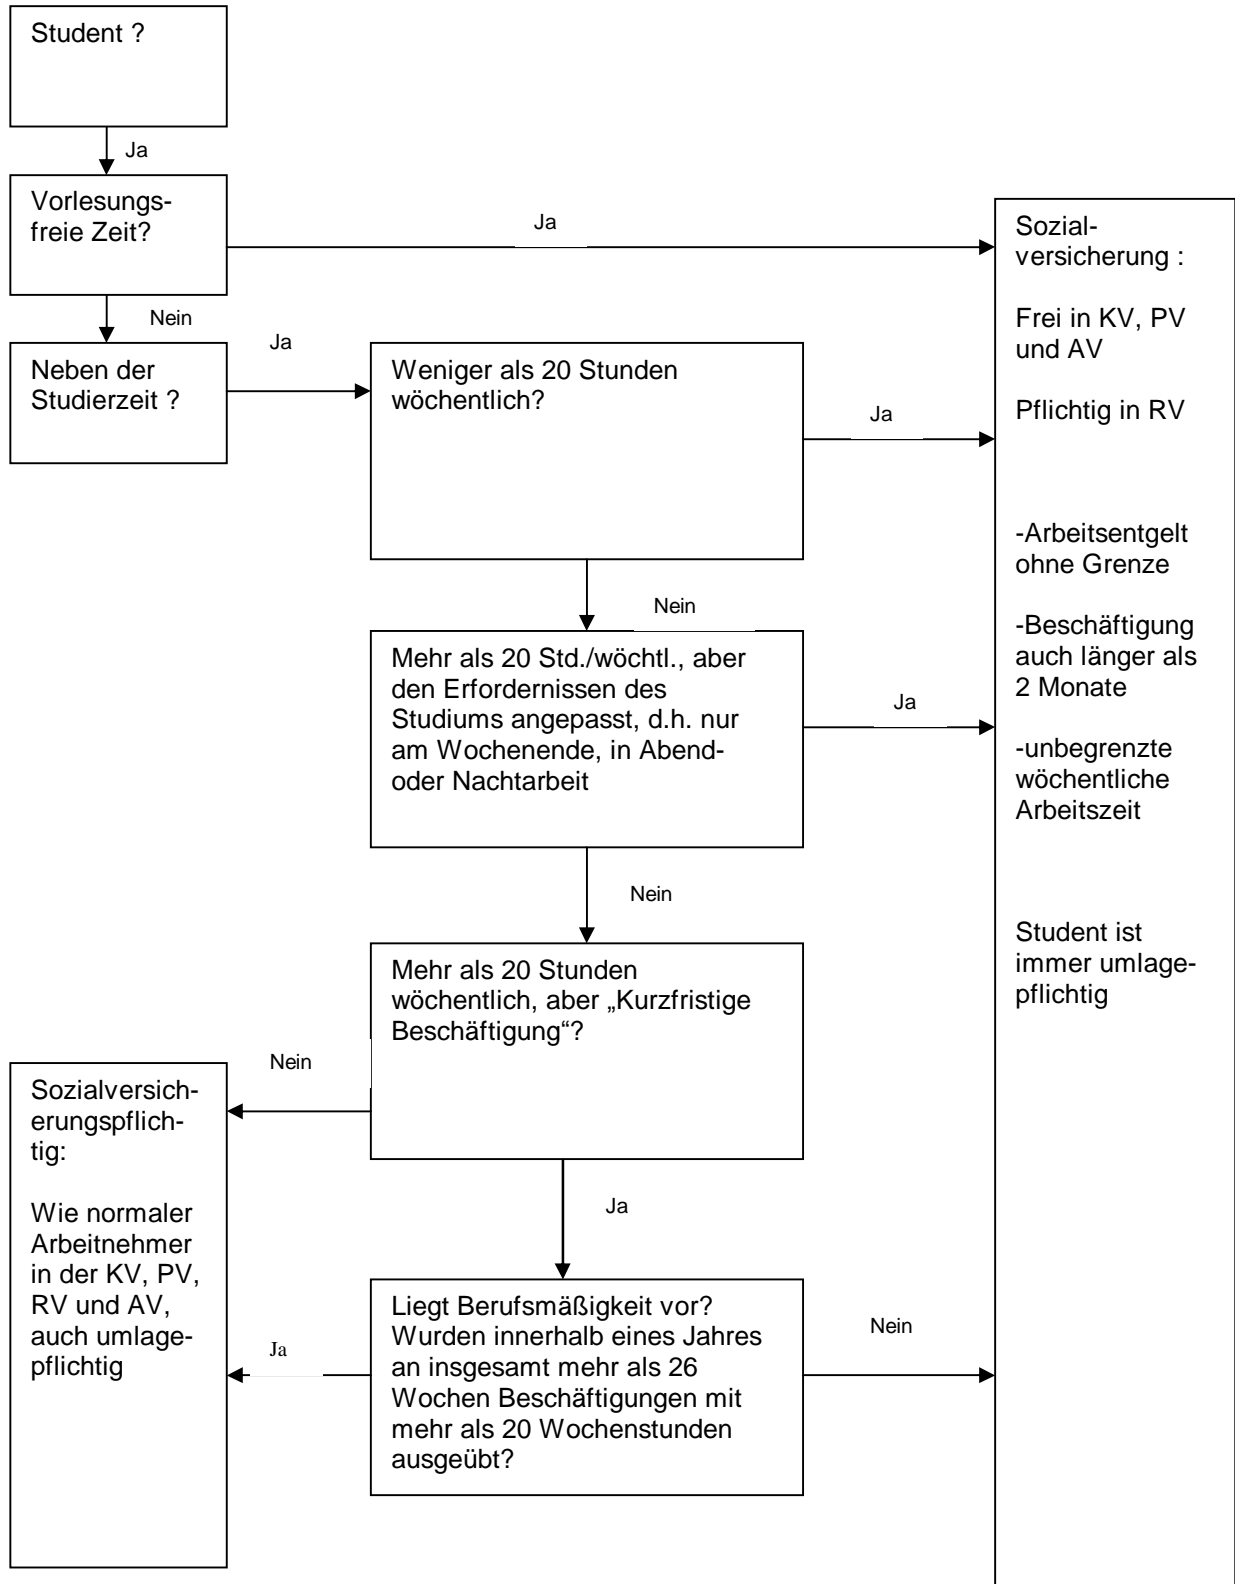 Student ?
Ja
Vorlesungs-
freie Zeit?
Ja
Nein
Neben der
Studierzeit ?
Ja
Weniger als 20 Stunden
wöchentlich?
Ja
Nein
Mehr als 20 Std./wöchtl., aber
den Erfordernissen des
Studiums angepasst, d.h. nur
am Wochenende, in Abend-
oder Nachtarbeit
Ja
Nein
Mehr als 20 Stunden
wöchentlich, aber „Kurzfristige
Beschäftigung“?
Nein
Ja
Sozialversich-
erungspflich-
tig:
Wie normaler
Arbeitnehmer
in der KV, PV,
RV und AV,
auch umlage-
pflichtig
Liegt Berufsmäßigkeit vor?
Wurden innerhalb eines Jahres
an insgesamt mehr als 26
Wochen Beschäftigungen mit
mehr als 20 Wochenstunden
ausgeübt?
Ja
Nein
Sozial-
versicherung :
Frei in KV, PV
und AV
Pflichtig in RV
-Arbeitsentgelt
ohne Grenze
-Beschäftigung
auch länger als
2 Monate
-unbegrenzte
wöchentliche
Arbeitszeit
Student ist
immer umlage-
pflichtig